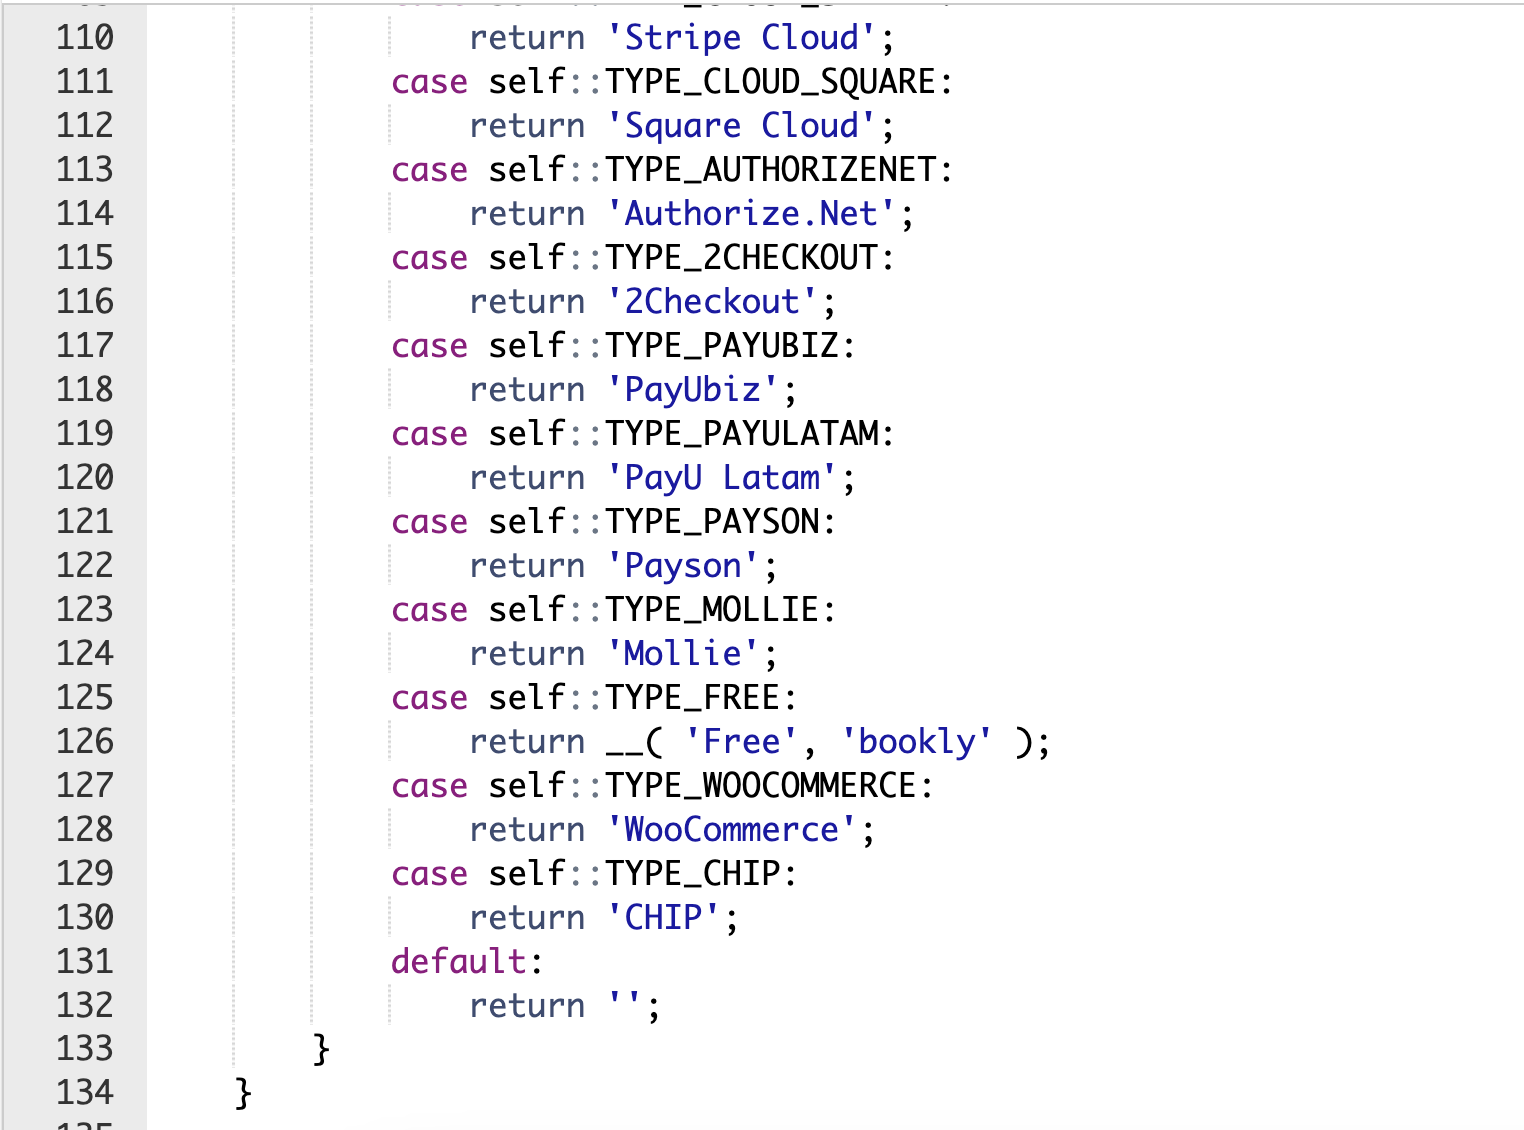 110 return 'Stripe Cloud';
111 case self::TYPE_CLOUD_SQUARE:
112 return 'Square Cloud';
113 case self::TYPE_AUTHORIZENET:
114 return 'Authorize.Net';
115 case self::TYPE_2CHECKOUT:
116 return '2Checkout';
117 case self::TYPE_PAYUBIZ:
118 return 'PayUbiz';
119 case self::TYPE_PAYULATAM:
120 return 'PayU Latam';
121 case self::TYPE_PAYSON:
122 return 'Payson';
123 case self::TYPE_MOLLIE:
124 return 'Mollie';
125 case self::TYPE_FREE:
126 return __( 'Free', 'bookly' );
127 case self::TYPE_WOOCOMMERCE:
128 return 'WooCommerce';
129 case self::TYPE_CHIP:
130 return 'CHIP';
131 default:
132 return '';
133 }
134 }